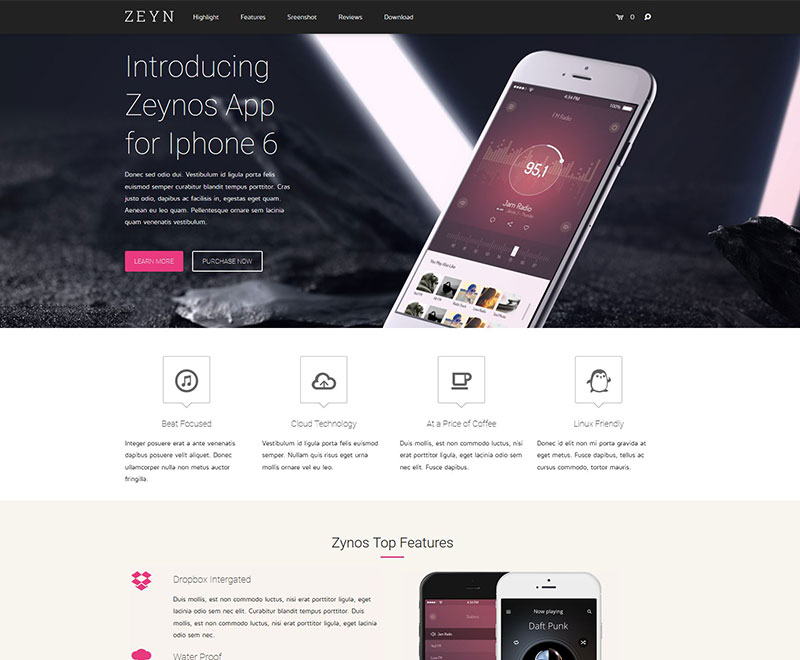 ZEYN
Highlight
Features
Sreenshot
Reviews
Download
0
Introducing
Zeynos App
for Iphone 6
Donec sed odio dui. Vestibulum id ligula porta felis
euismod semper curabitur blandit tempus porttitor. Cras
justo odio, dapibus ac facilisis in, egestas eget quam.
Aenean eu leo quam. Pellentesque ornare sem lacinia
quam venenatis vestibulum.
LEARN MORE
PURCHASE NOW
4:34 PM
100%
FM Radio
95,1
Jam Radio
You May Also Like
Beat Focused
Integer posuere erat a ante venenatis
dapibus posuere velit aliquet. Donec
ullamcorper nulla non metus auctor
fringilla.
Cloud Technology
Vestibulum id ligula porta felis euismod
semper. Nullam quis risus eget urna
mollis ornare vel eu leo.
At a Price of Coffee
Duis mollis, est non commodo luctus, nisi
erat porttitor ligula, eget lacinia odio sem
nec elit. Fusce dapibus.
Linux Friendly
Donec id elit non mi porta gravida at
eget metus. Fusce dapibus, tellus ac
cursus commodo, tortor mauris.
Zynos Top Features
Dropbox Intergated
Duis mollis, est non commodo luctus, nisi erat porttitor ligula, eget
lacinia odio sem nec elit. Curabitur blandit tempus porttitor. Duis
mollis, est non commodo luctus, nisi erat porttitor ligula, eget lacinia
odio sem nec.
Water Proof
4:34 PM
Jam Radio
Now playing
Daft Punk